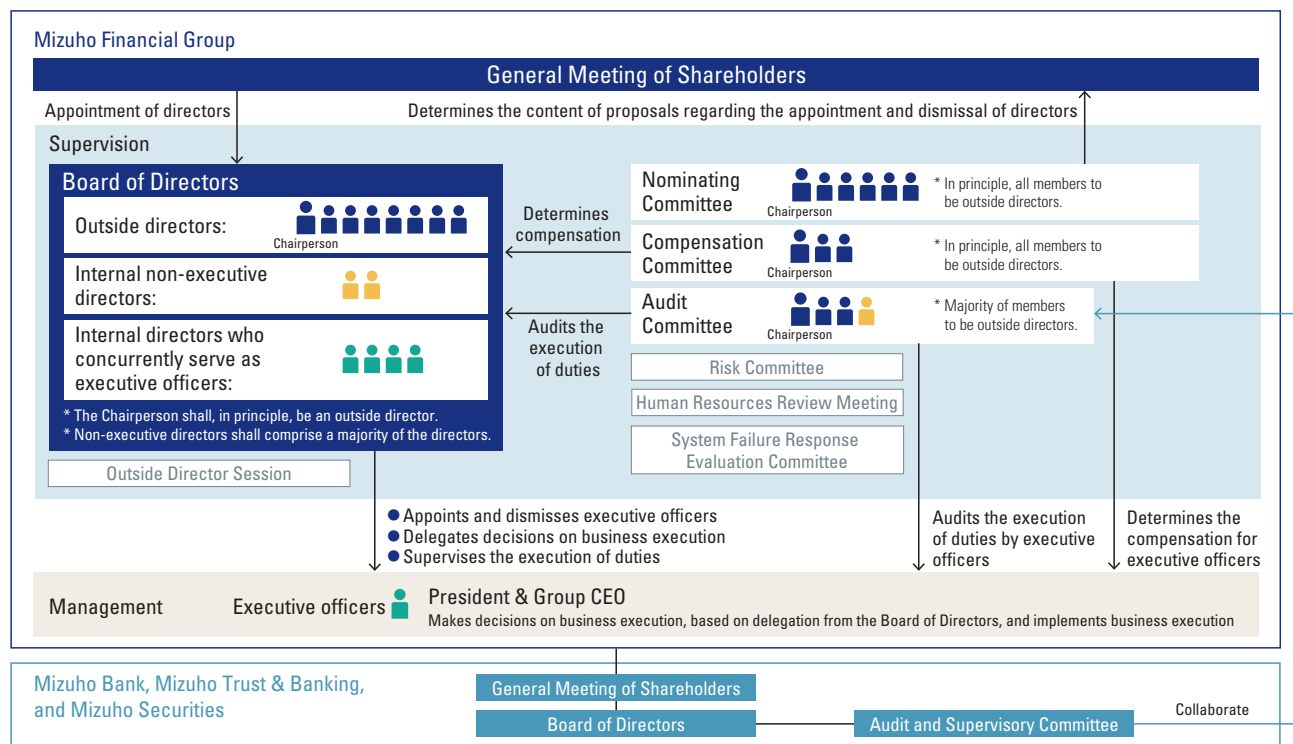 Mizuho Financial Group
General Meeting of Shareholders
Appointment of directors
Determines the content of proposals regarding the appointment and dismissal of directors
Supervision
Board of Directors
Outside directors:
Chairperson
Internal non-executive
directors:
Internal directors who
concurrently serve as
executive officers:
* The Chairperson shall, in principle, be an outside director.
* Non-executive directors shall comprise a majority of the directors.
Outside Director Session
Determines
compensation
Audits the
execution
of duties
Nominating
Committee
Chairperson
* In principle, all members to
be outside directors.
Compensation
Committee
Chairperson
* In principle, all members to
be outside directors.
Audit
Committee
Chairperson
* Majority of members
to be outside directors.
Risk Committee
Human Resources Review Meeting
System Failure Response
Evaluation Committee
● Appoints and dismisses executive officers
● Delegates decisions on business execution
● Supervises the execution of duties
Audits the execution
of duties by executive
officers
Determines the
compensation for
executive officers
Management
Executive officers
President & Group CEO
Makes decisions on business execution, based on delegation from the Board of Directors, and implements business execution
Mizuho Bank, Mizuho Trust & Banking,
and Mizuho Securities
General Meeting of Shareholders
Board of Directors
Audit and Supervisory Committee
Collaborate